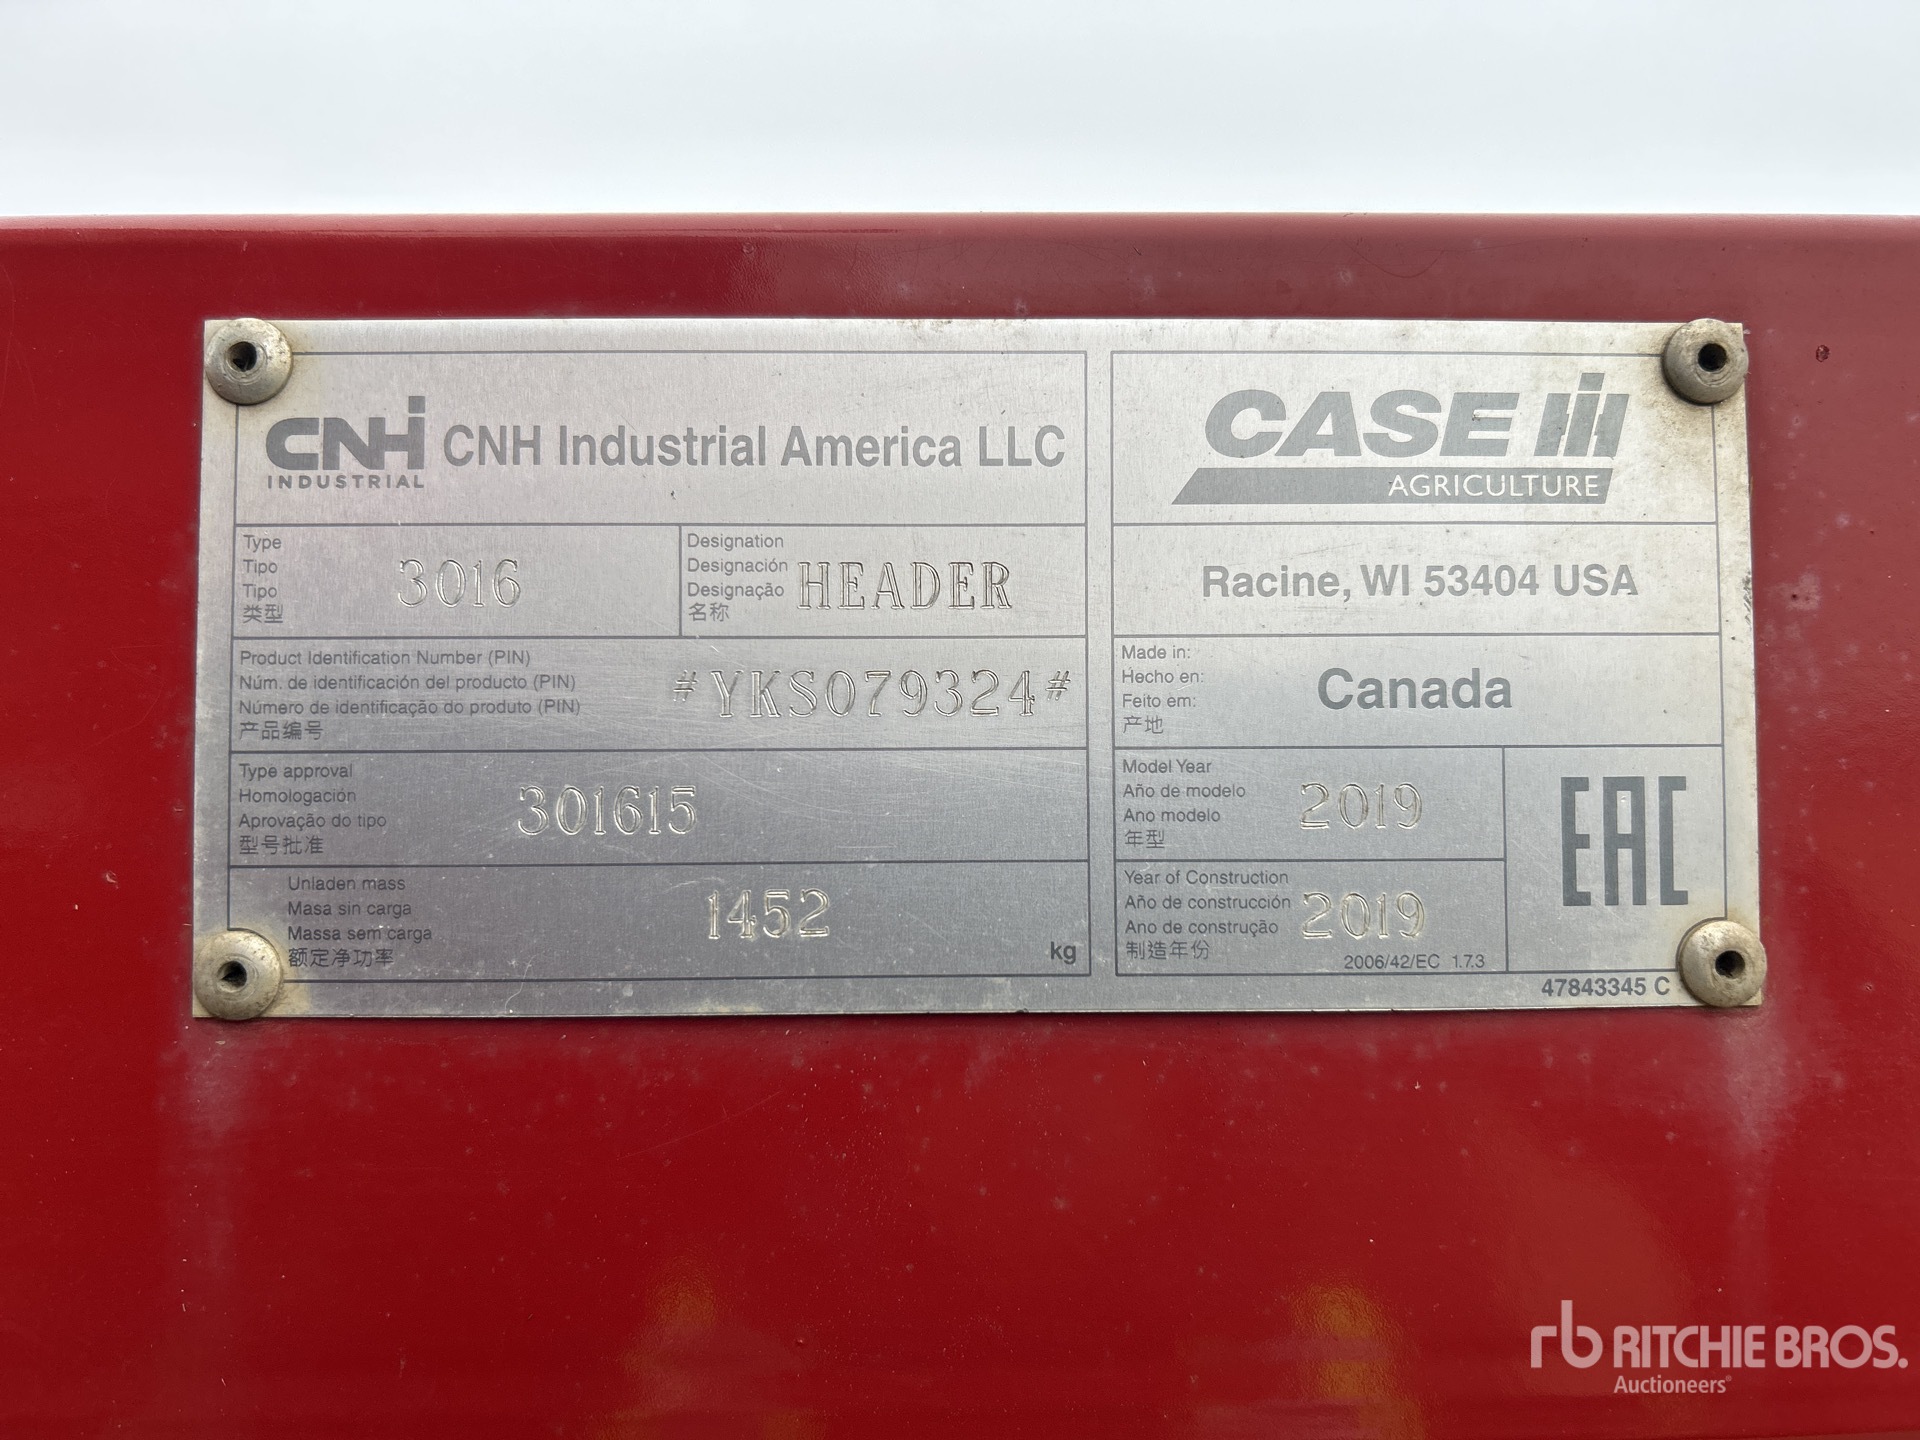 CNH
INDUSTRIAL
CNH Industrial America LLC
Type
Tipo
Tipo
类型
3016
Designation
Designación
Designação
名称
HEADER
Product Identification Number (PIN)
Núm. de identificación del producto (PIN)
Número de identificação do produto (PIN)
产品编号
#YKS079324#
Type approval
Homologación
Aprovação do tipo
型号批准
301615
Unladen mass
Masa sin carga
Massa sem carga
额定净功率
1452
kg
CASE IH
AGRICULTURE
Racine, WI 53404 USA
Made in:
Hecho en:
Feito em:
产地
Canada
Model Year
Año de modelo
Ano modelo
年型
2019
Year of Construction
Año de construcción
Ano de construção
制造年份
2019
2006/42/EC 1.7.3
EAC
47843345 C
rb RITCHIE BROS.
Auctioneers